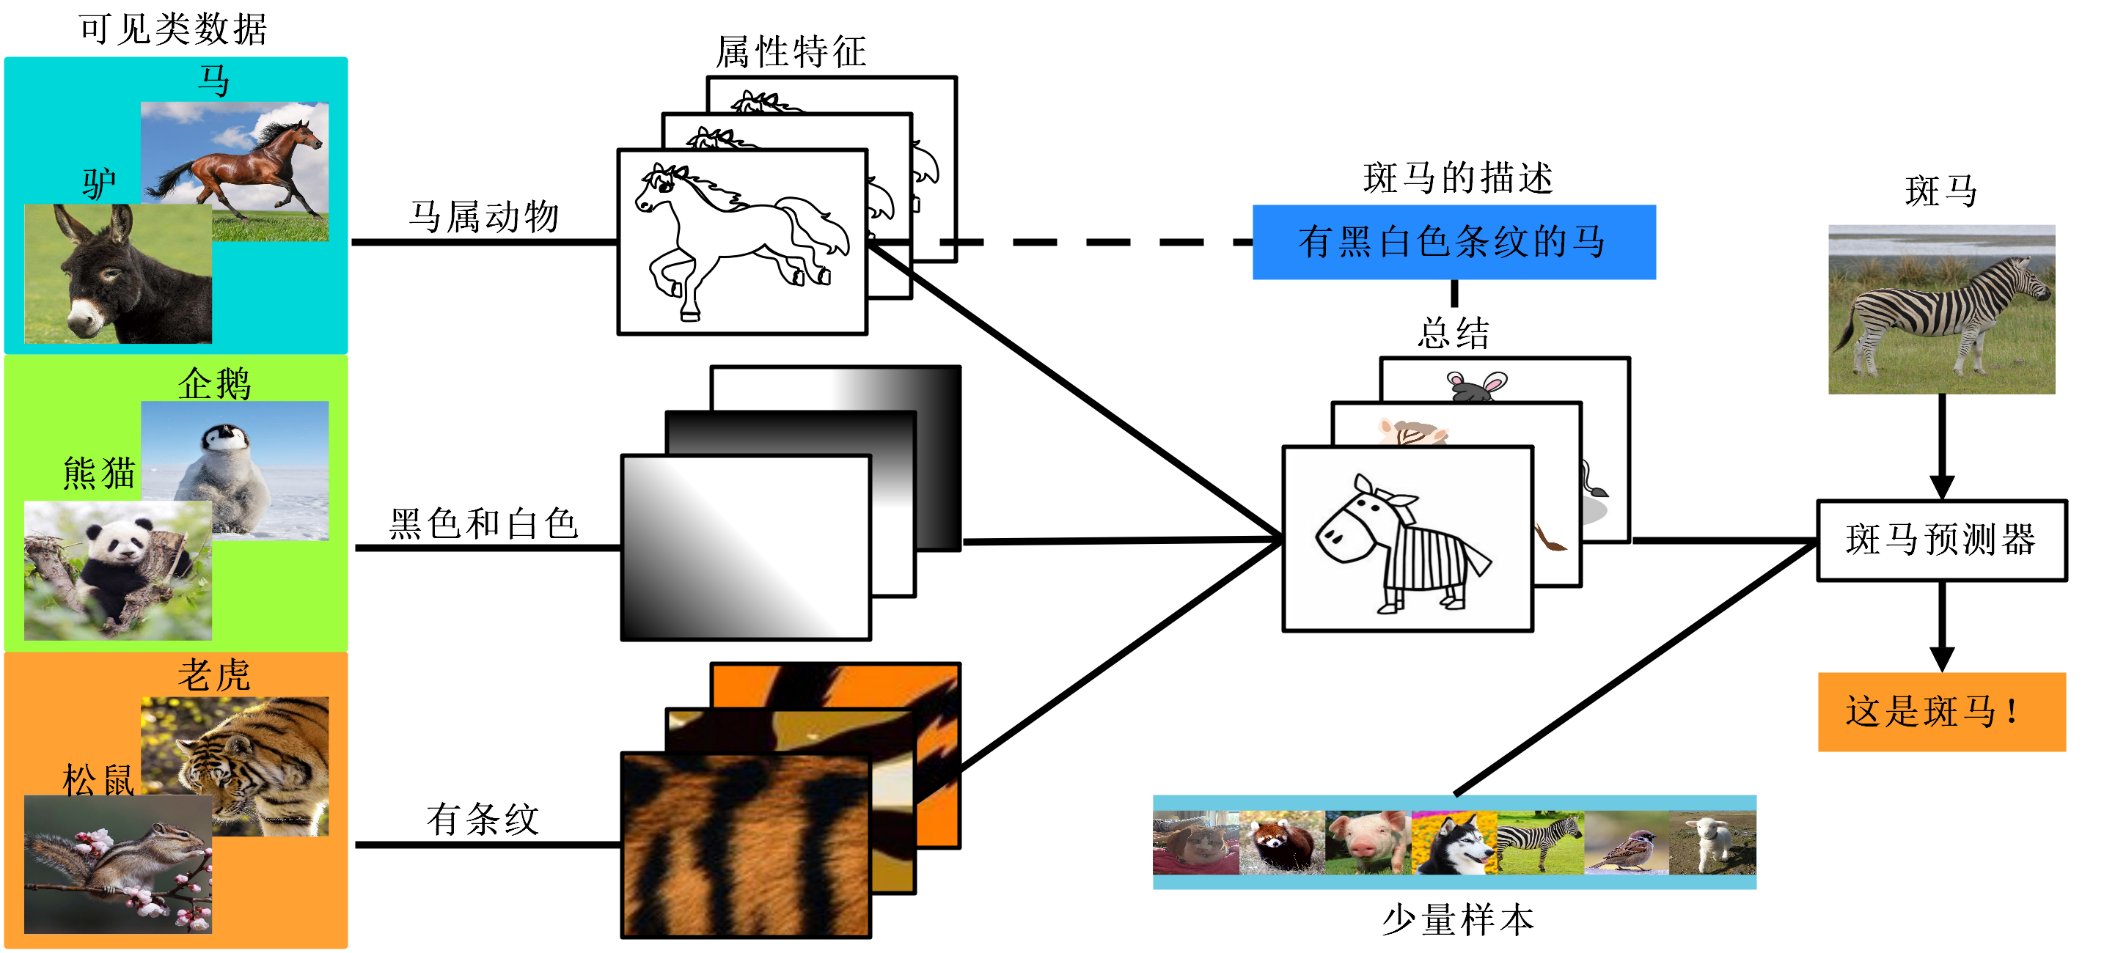 可见类数据
马
驴
企鹅
熊猫
老虎
松鼠
马属动物
黑色和白色
有条纹
属性特征
斑马的描述
有黑白色条纹的马
总结
少量样本
斑马
斑马预测器
这是斑马!